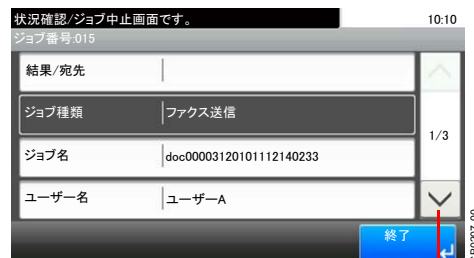 状況確認/ジョブ中止画面です。 10:10
ジョブ番号:015
結果/宛先
ジョブ種類 ファクス送信
1/3
ジョブ名 doc00003120101112140233
ユーザー名 ユーザーA
終了